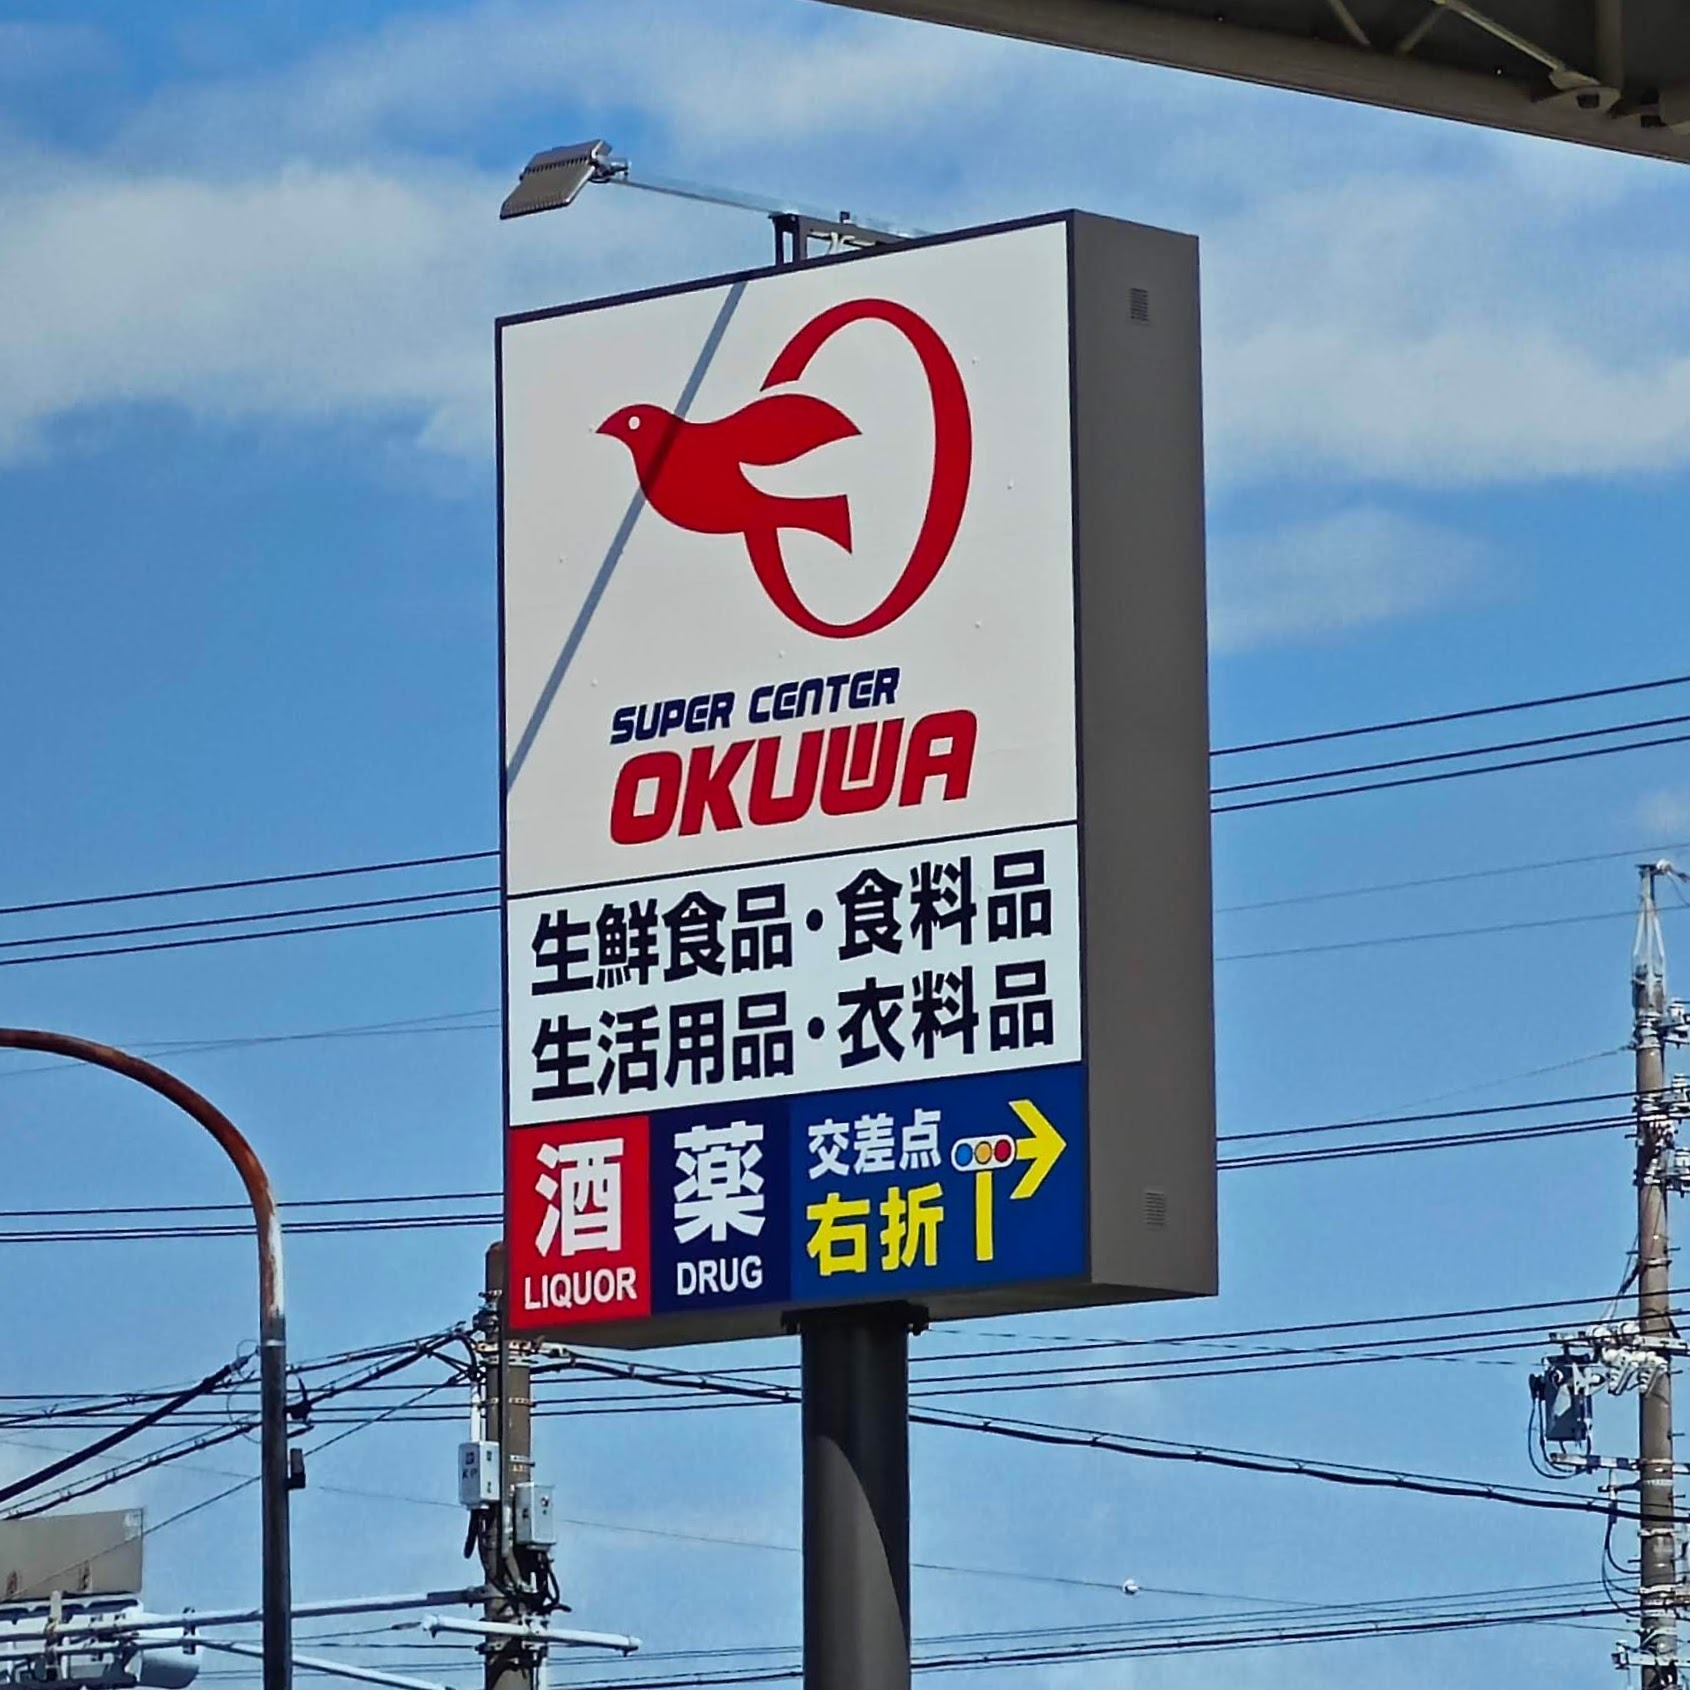 SUPER CENTER
OKUWA
生鮮食品・食料品
生活用品・衣料品
酒
LIQUOR
薬
DRUG
交差点
右折